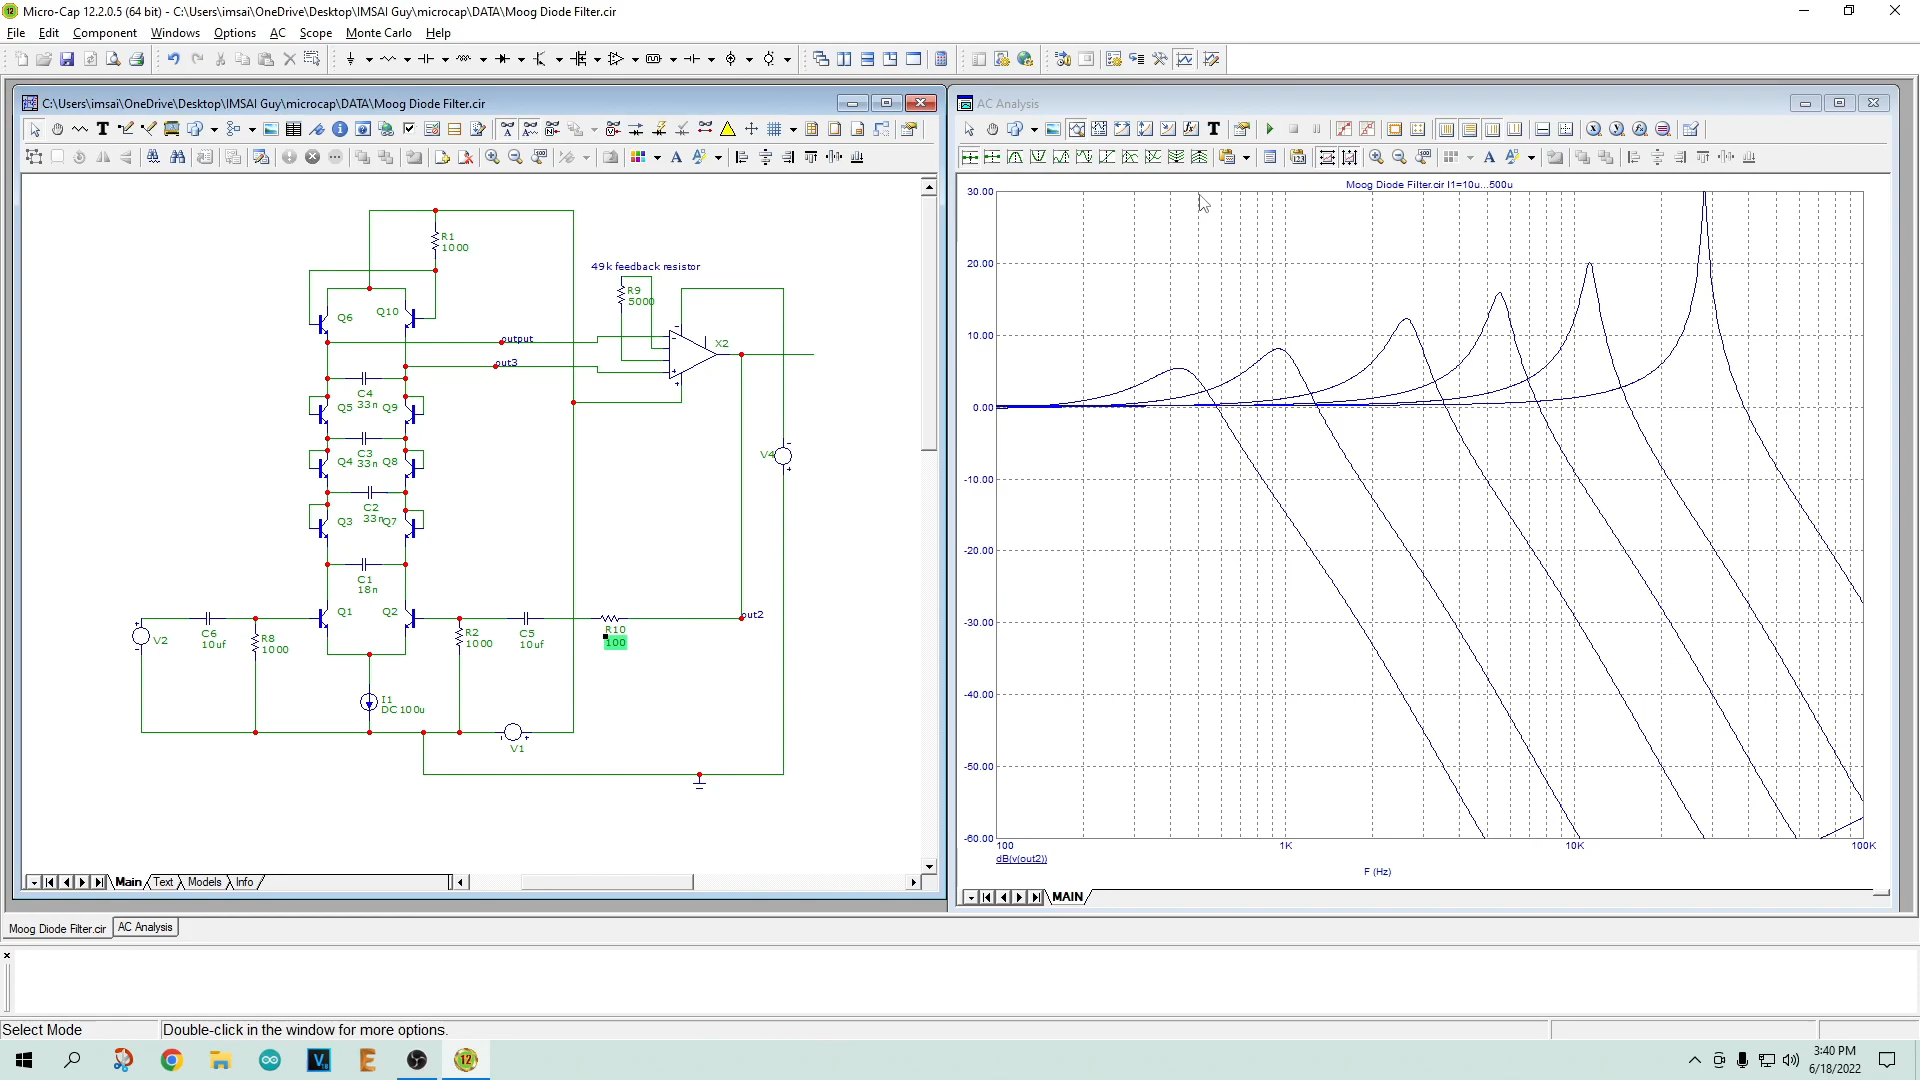 Micro-Cap 12.2.0.5 (64 bit) - C:\Users\imsai\OneDrive\Desktop\IMSAI Guy\microcap\DATA\Moog Diode Filter.cir
File Edit Component Windows Options AC Scope Monte Carlo Help
C:\Users\imsai\OneDrive\Desktop\IMSAI Guy\microcap\DATA\Moog Diode Filter.cir
R1
1000
49k feedback resistor
R9
5000
Q6
Q10
output
X2
out3
C4
33n
Q5
Q9
C3
33n
Q4
Q8
V4
C2
33n
Q3
Q7
C1
18n
Q1
Q2
out2
V2
C6
10uf
R8
1000
R2
1000
C5
10uf
R10
100
I1
DC 100u
V1
Main Text Models Info
AC Analysis
Moog Diode Filter.cir I1=10u...500u
30.00
20.00
10.00
0.00
-10.00
-20.00
-30.00
-40.00
-50.00
-60.00
100 1K 10K 100K
dB(v(out2))
F (Hz)
MAIN
Moog Diode Filter.cir AC Analysis
Select Mode Double-click in the window for more options.
3:40 PM
6/18/2022